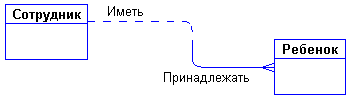 Сотрудник
Иметь
Ребенок
Принадлежать